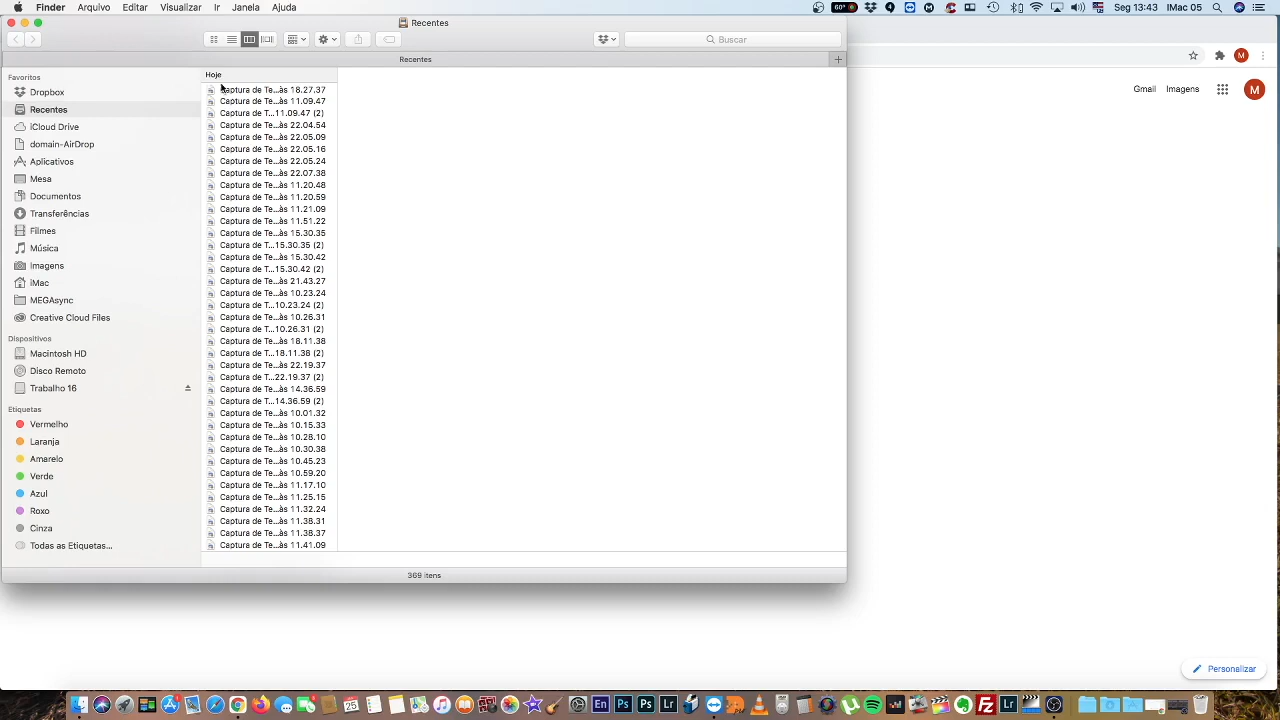 Finder Arquivo Editar Visualizar Ir Janela Ajuda
60° Seg 13:43 IMac 05
Recentes
Buscar
Recentes
Favoritos
Dropbox
Recentes
iCloud Drive
domain-AirDrop
Aplicativos
Mesa
Documentos
Transferências
Filmes
Música
Imagens
iMac
MEGAsync
Creative Cloud Files
Dispositivos
Macintosh HD
Disco Remoto
Trabalho 16
Etiquetas
Vermelho
Laranja
Amarelo
Verde
Azul
Roxo
Cinza
Todas as Etiquetas...
Hoje
Captura de Te...às 18.27.37
Captura de Te...às 11.09.47
Captura de T...11.09.47 (2)
Captura de Te...às 22.04.54
Captura de Te...às 22.05.09
Captura de Te...às 22.05.16
Captura de Te...às 22.05.24
Captura de Te...às 22.07.38
Captura de Te...às 11.20.48
Captura de Te...às 11.20.59
Captura de Te...às 11.21.09
Captura de Te...às 11.51.22
Captura de Te...às 15.30.35
Captura de T...15.30.35 (2)
Captura de Te...às 15.30.42
Captura de T...15.30.42 (2)
Captura de Te...às 21.43.27
Captura de Te...às 10.23.24
Captura de T...10.23.24 (2)
Captura de Te...às 10.26.31
Captura de T...10.26.31 (2)
Captura de Te...às 18.11.38
Captura de T...18.11.38 (2)
Captura de Te...às 22.19.37
Captura de T...22.19.37 (2)
Captura de Te...às 14.36.59
Captura de T...14.36.59 (2)
Captura de Te...às 10.01.32
Captura de Te...às 10.15.33
Captura de Te...às 10.28.10
Captura de Te...às 10.30.38
Captura de Te...às 10.45.23
Captura de Te...às 10.59.20
Captura de Te...às 11.17.10
Captura de Te...às 11.25.15
Captura de Te...às 11.32.24
Captura de Te...às 11.38.31
Captura de Te...às 11.38.37
Captura de Te...às 11.41.09
369 itens
M
Gmail Imagens M
Personalizar
25 En Ps Ps Lr Fz Lr